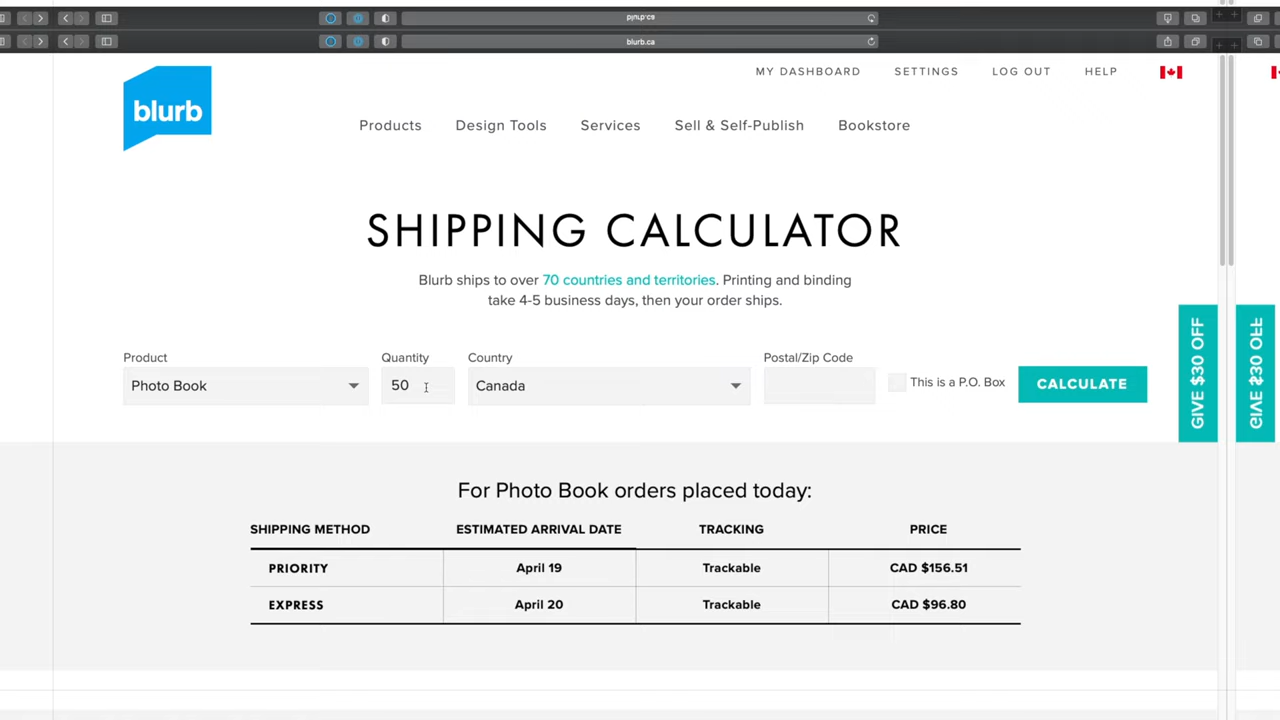 blurb.ca
blurb
MY DASHBOARD SETTINGS LOG OUT HELP
Products Design Tools Services Sell & Self-Publish Bookstore
SHIPPING CALCULATOR
Blurb ships to over 70 countries and territories. Printing and binding
take 4-5 business days, then your order ships.
Product Quantity Country Postal/Zip Code
Photo Book 50 Canada This is a P.O. Box CALCULATE
GIVE $30 OFF
For Photo Book orders placed today:
SHIPPING METHOD ESTIMATED ARRIVAL DATE TRACKING PRICE
PRIORITY April 19 Trackable CAD $156.51
EXPRESS April 20 Trackable CAD $96.80